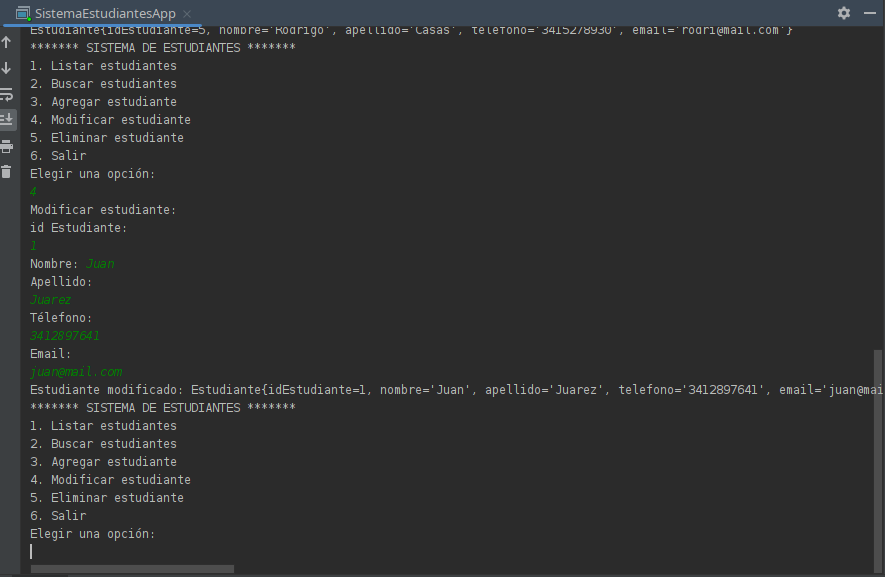 SistemaEstudiantesApp
Estudiante{idEstudiante=5, nombre='Rodrigo', apellido='Casas', telefono='3415278930', email='rodri@mail.com'}
******* SISTEMA DE ESTUDIANTES *******
1. Listar estudiantes
2. Buscar estudiantes
3. Agregar estudiante
4. Modificar estudiante
5. Eliminar estudiante
6. Salir
Elegir una opción:
4
Modificar estudiante:
id Estudiante:
1
Nombre: Juan
Apellido:
Juarez
Télefono:
3412897641
Email:
juan@mail.com
Estudiante modificado: Estudiante{idEstudiante=1, nombre='Juan', apellido='Juarez', telefono='3412897641', email='juan@mai
******* SISTEMA DE ESTUDIANTES *******
1. Listar estudiantes
2. Buscar estudiantes
3. Agregar estudiante
4. Modificar estudiante
5. Eliminar estudiante
6. Salir
Elegir una opción: